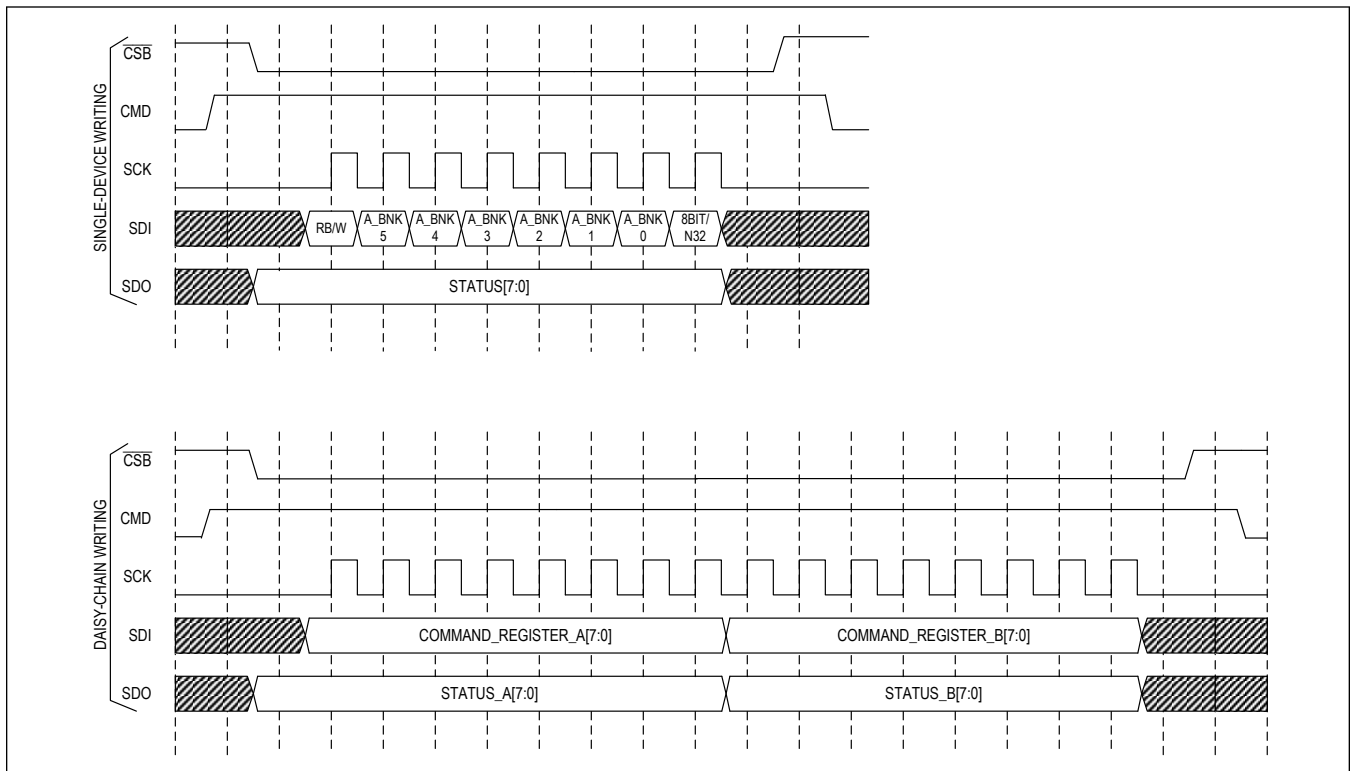 SINGLE-DEVICE WRITING
CSB
CMD
SCK
SDI
RB/W
A_BNK
5
A_BNK
4
A_BNK
3
A_BNK
2
A_BNK
1
A_BNK
0
8BIT/
N32
SDO
STATUS[7:0]
DAISY-CHAIN WRITING
CSB
CMD
SCK
SDI
COMMAND_REGISTER_A[7:0]
COMMAND_REGISTER_B[7:0]
SDO
STATUS_A[7:0]
STATUS_B[7:0]